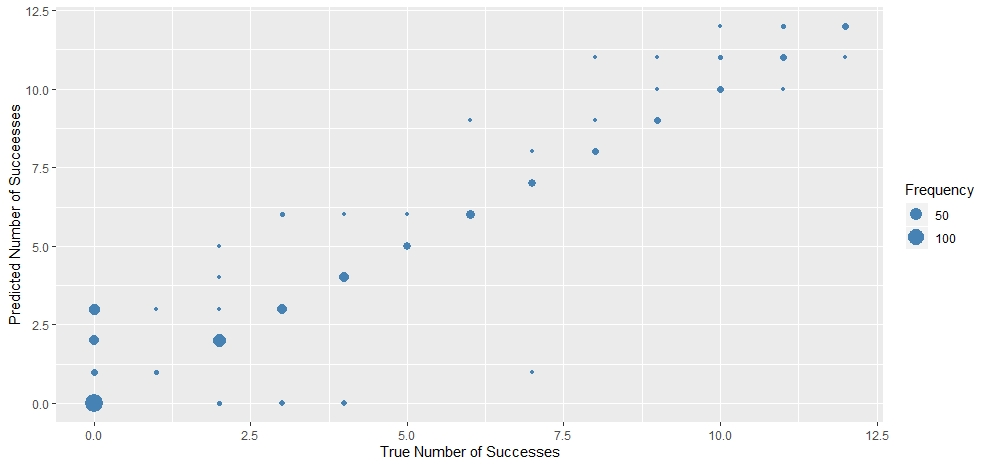 12.5
10.0
7.5
5.0
2.5
0.0
Predicted Number of Succeesses
0.0 2.5 5.0 7.5 10.0 12.5
True Number of Successes
Frequency
50
100